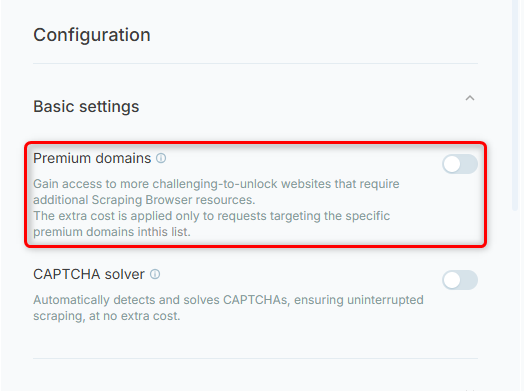 Configuration
Basic settings
Premium domains
Gain access to more challenging-to-unlock websites that require
additional Scraping Browser resources.
The extra cost is applied only to requests targeting the specific
premium domains inthis list.
CAPTCHA solver
Automatically detects and solves CAPTCHAs, ensuring uninterrupted
scraping, at no extra cost.